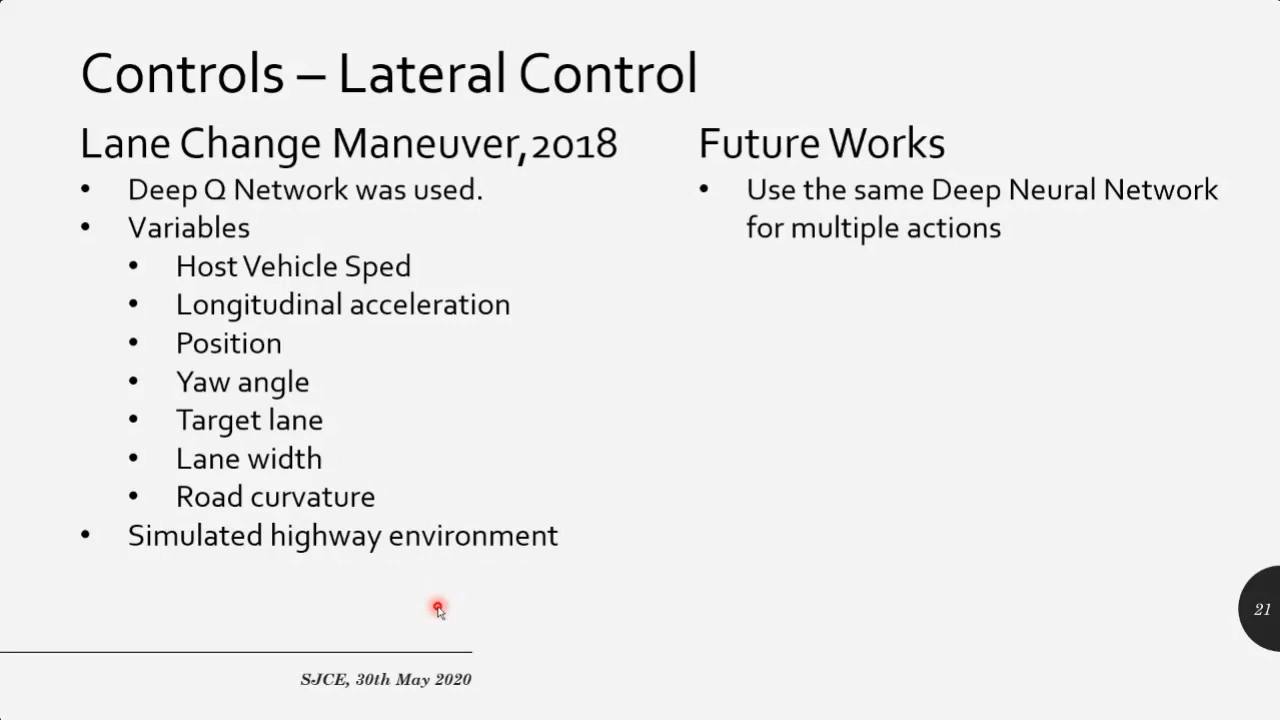 Controls – Lateral Control
Lane Change Maneuver,2018
• Deep Q Network was used.
• Variables
• Host Vehicle Sped
• Longitudinal acceleration
• Position
• Yaw angle
• Target lane
• Lane width
• Road curvature
• Simulated highway environment
Future Works
• Use the same Deep Neural Network
for multiple actions
21
SJCE, 30th May 2020